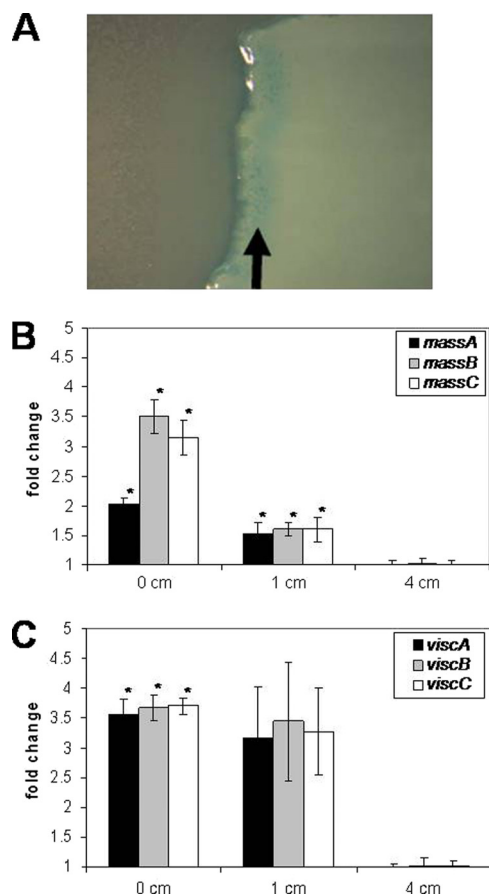 A
B
fold change
5
4.5
4
3.5
3
2.5
2
1.5
1
massA
massB
massC
*
*
*
*
*
*
0 cm
1 cm
4 cm
C
fold change
5
4.5
4
3.5
3
2.5
2
1.5
1
viscA
viscB
viscC
*
*
*
0 cm
1 cm
4 cm